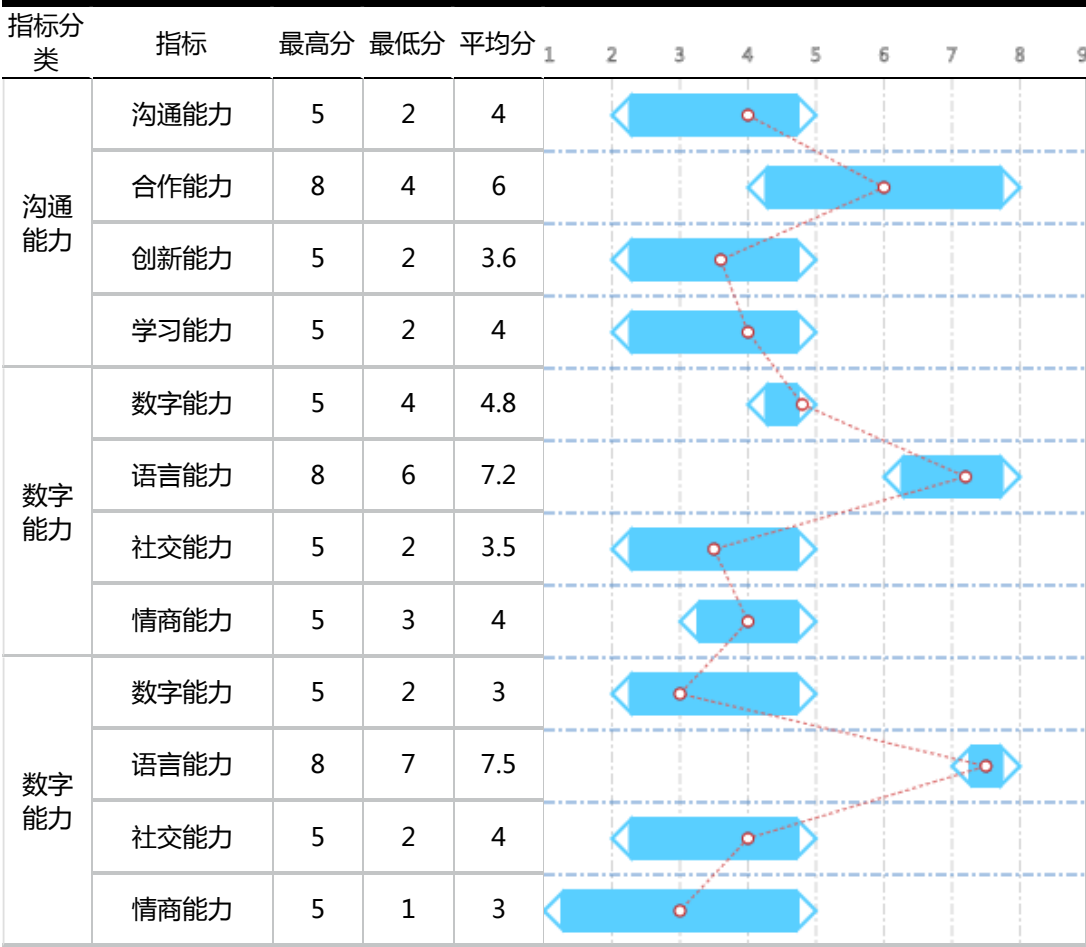 指标分类 指标 最高分 最低分 平均分 1 2 3 4 5 6 7 8 9
沟通能力
沟通能力 5 2 4
合作能力 8 4 6
创新能力 5 2 3.6
学习能力 5 2 4
数字能力
数字能力 5 4 4.8
语言能力 8 6 7.2
社交能力 5 2 3.5
情商能力 5 3 4
数字能力
数字能力 5 2 3
语言能力 8 7 7.5
社交能力 5 2 4
情商能力 5 1 3